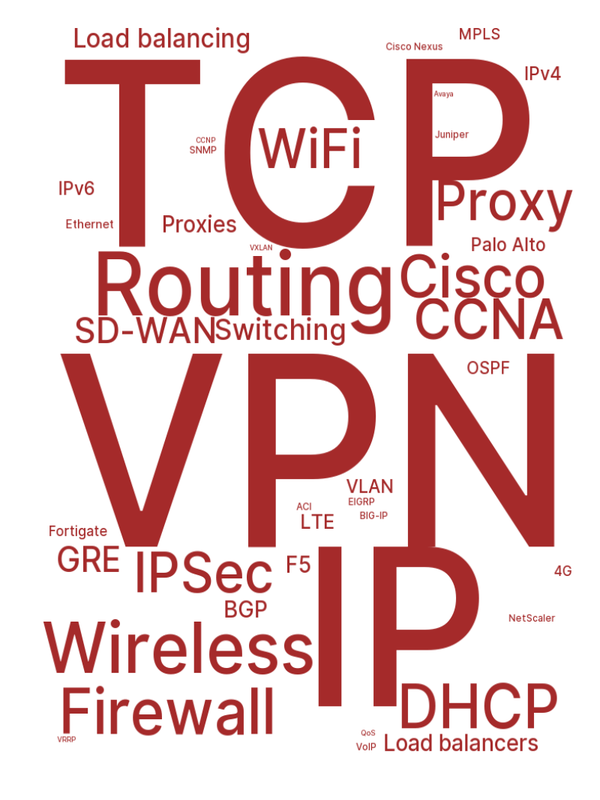 Load balancing
MPLS
Cisco Nexus
TCP
IPv4
Avaya
Juniper
CCNP
SNMP
WiFi
IPv6
Proxy
Ethernet
Proxies
Palo Alto
VXLAN
Routing
Cisco
CCNA
SD-WAN
Switching
VPN
OSPF
VLAN
EIGRP
ACI
BIG-IP
LTE
Fortigate
GRE
IPSec
F5
IP
4G
BGP
NetScaler
Wireless
Firewall
DHCP
VRRP
QoS
VoIP
Load balancers